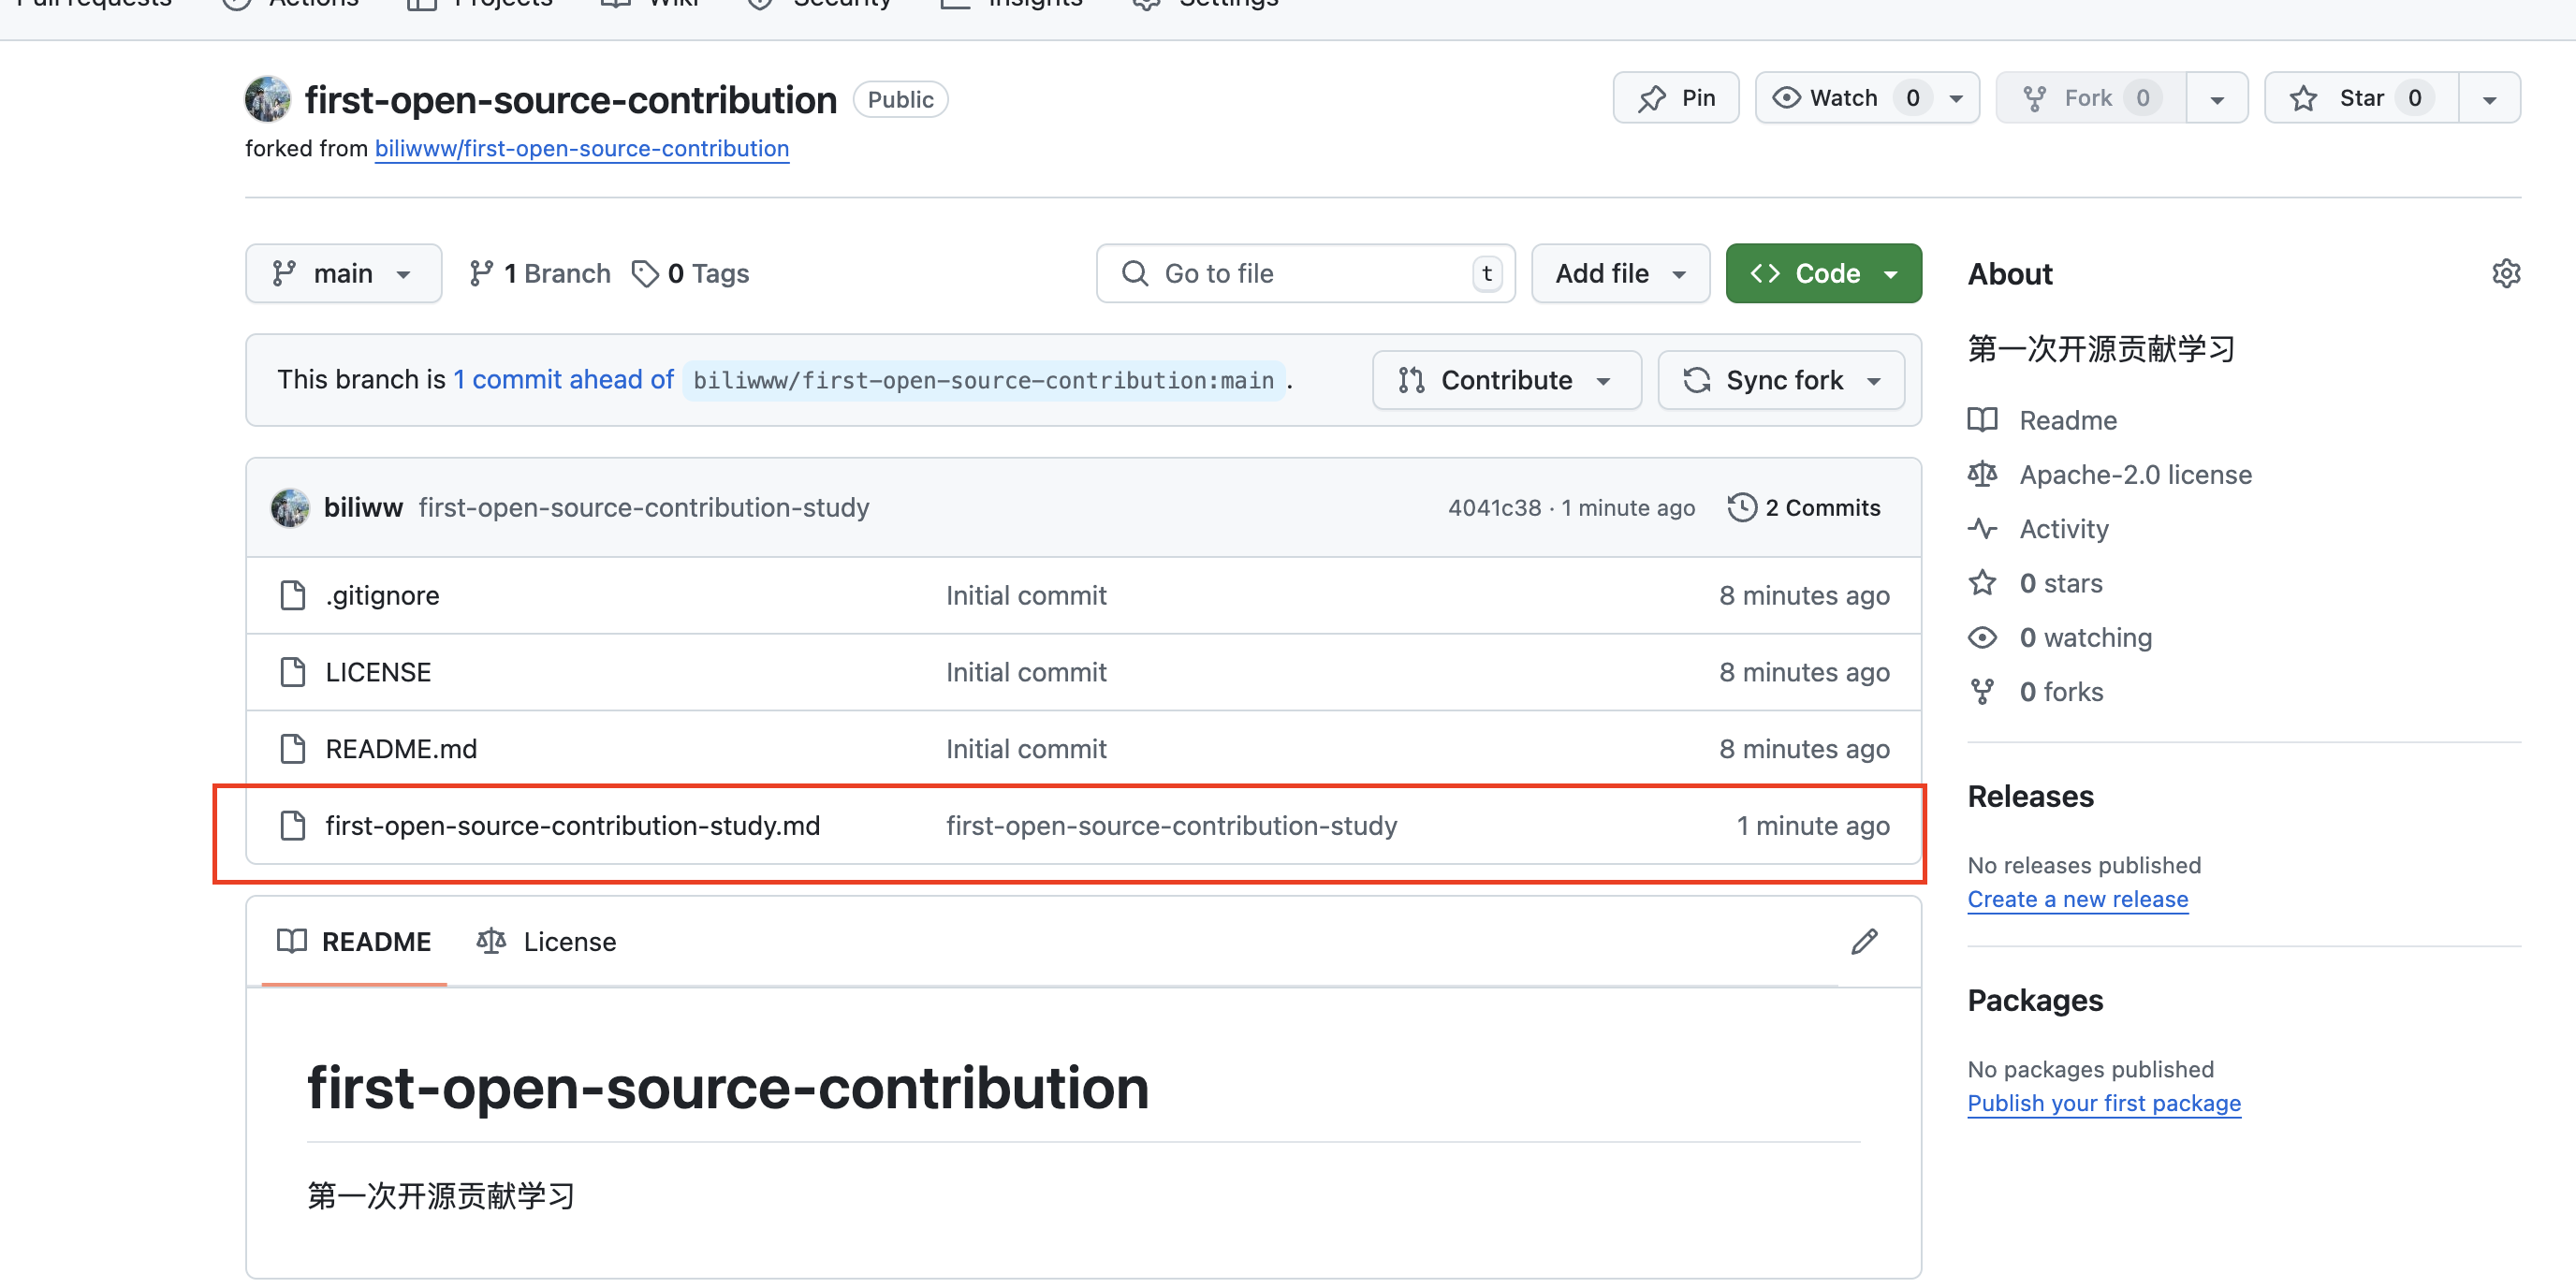 Pull requests Actions Projects Wiki Security Insights Settings
first-open-source-contribution Public
Pin Watch 0 Fork 0 Star 0
forked from biliwww/first-open-source-contribution
main 1 Branch 0 Tags Go to file t Add file Code
This branch is 1 commit ahead of biliwww/first-open-source-contribution:main . Contribute Sync fork
biliww first-open-source-contribution-study 4041c38 · 1 minute ago 2 Commits
.gitignore Initial commit 8 minutes ago
LICENSE Initial commit 8 minutes ago
README.md Initial commit 8 minutes ago
first-open-source-contribution-study.md first-open-source-contribution-study 1 minute ago
README License
first-open-source-contribution
第一次开源贡献学习
About
第一次开源贡献学习
Readme
Apache-2.0 license
Activity
0 stars
0 watching
0 forks
Releases
No releases published
Create a new release
Packages
No packages published
Publish your first package